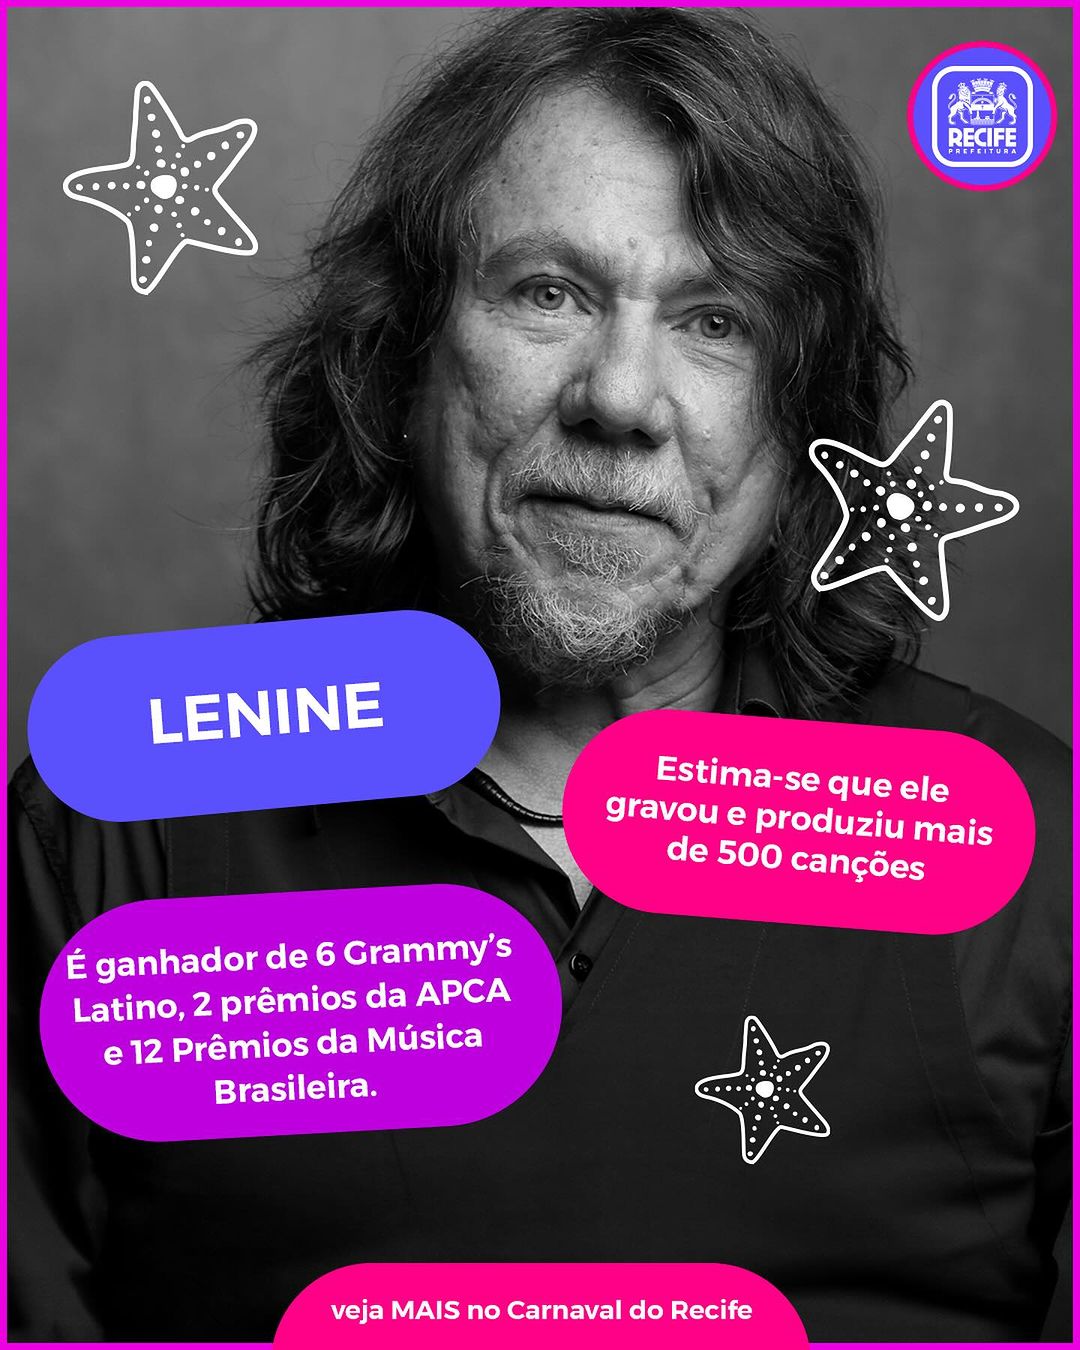 RECIFE
PREFEITURA
LENINE
Estima-se que ele
gravou e produziu mais
de 500 canções
É ganhador de 6 Grammy’s
Latino, 2 prêmios da APCA
e 12 Prêmios da Música
Brasileira.
veja MAIS no Carnaval do Recife